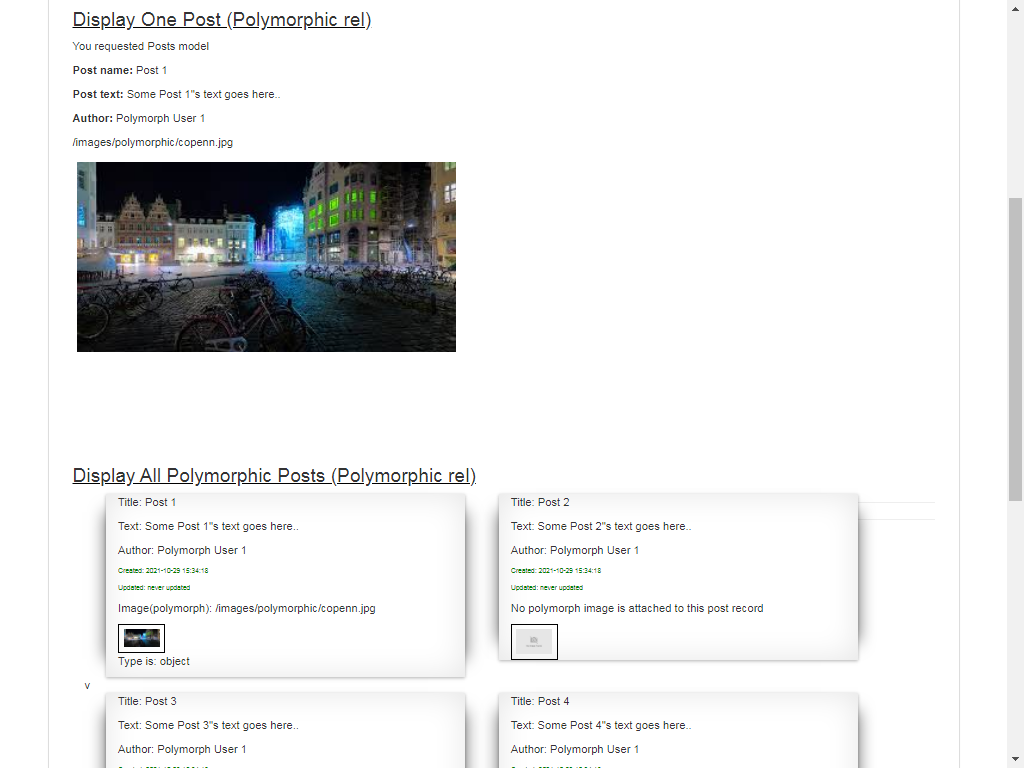 Display One Post (Polymorphic rel)
You requested Posts model
Post name: Post 1
Post text: Some Post 1"s text goes here..
Author: Polymorph User 1
/images/polymorphic/copenn.jpg
Display All Polymorphic Posts (Polymorphic rel)
Title: Post 1
Text: Some Post 1"s text goes here..
Author: Polymorph User 1
Created: 2021-10-29 15:34:18
Updated: never updated
Image(polymorph): /images/polymorphic/copenn.jpg
Type is: object
Title: Post 2
Text: Some Post 2"s text goes here..
Author: Polymorph User 1
Created: 2021-10-29 15:34:18
Updated: never updated
No polymorph image is attached to this post record
v
Title: Post 3
Text: Some Post 3"s text goes here..
Author: Polymorph User 1
Title: Post 4
Text: Some Post 4"s text goes here..
Author: Polymorph User 1